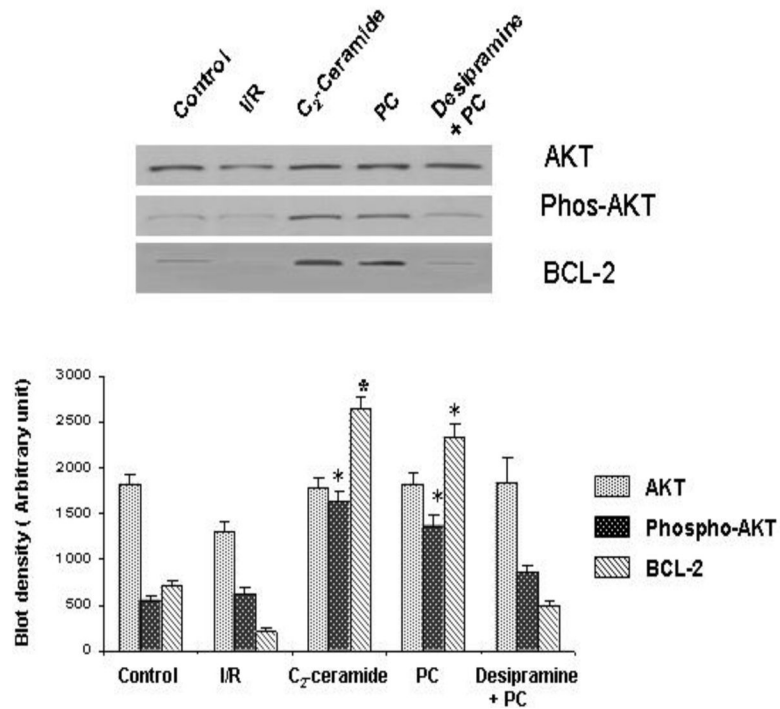 Control I/R C₂-Ceramide PC Desipramine + PC
AKT
Phos-AKT
BCL-2
Blot density ( Arbitrary unit)
3000
2500
2000
1500
1000
500
0
* * * *
Control I/R C₂-ceramide PC Desipramine
+ PC
AKT
Phospho-AKT
BCL-2